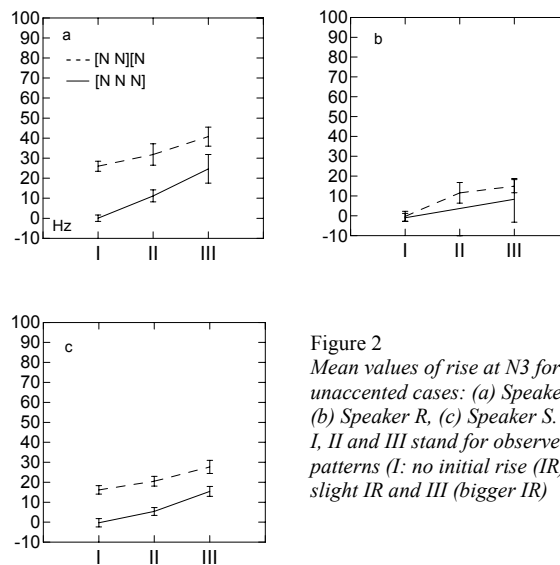 100
90
80
70
60
50
40
30
20
10
0
-10
a
[N N][N
[N N N]
Hz
I II III
100
90
80
70
60
50
40
30
20
10
0
-10
b
I II III
100
90
80
70
60
50
40
30
20
10
0
-10
c
I II III
Figure 2
Mean values of rise at N3 for
unaccented cases: (a) Speake
(b) Speaker R, (c) Speaker S.
I, II and III stand for observe
patterns (I: no initial rise (IR)
slight IR and III (bigger IR)